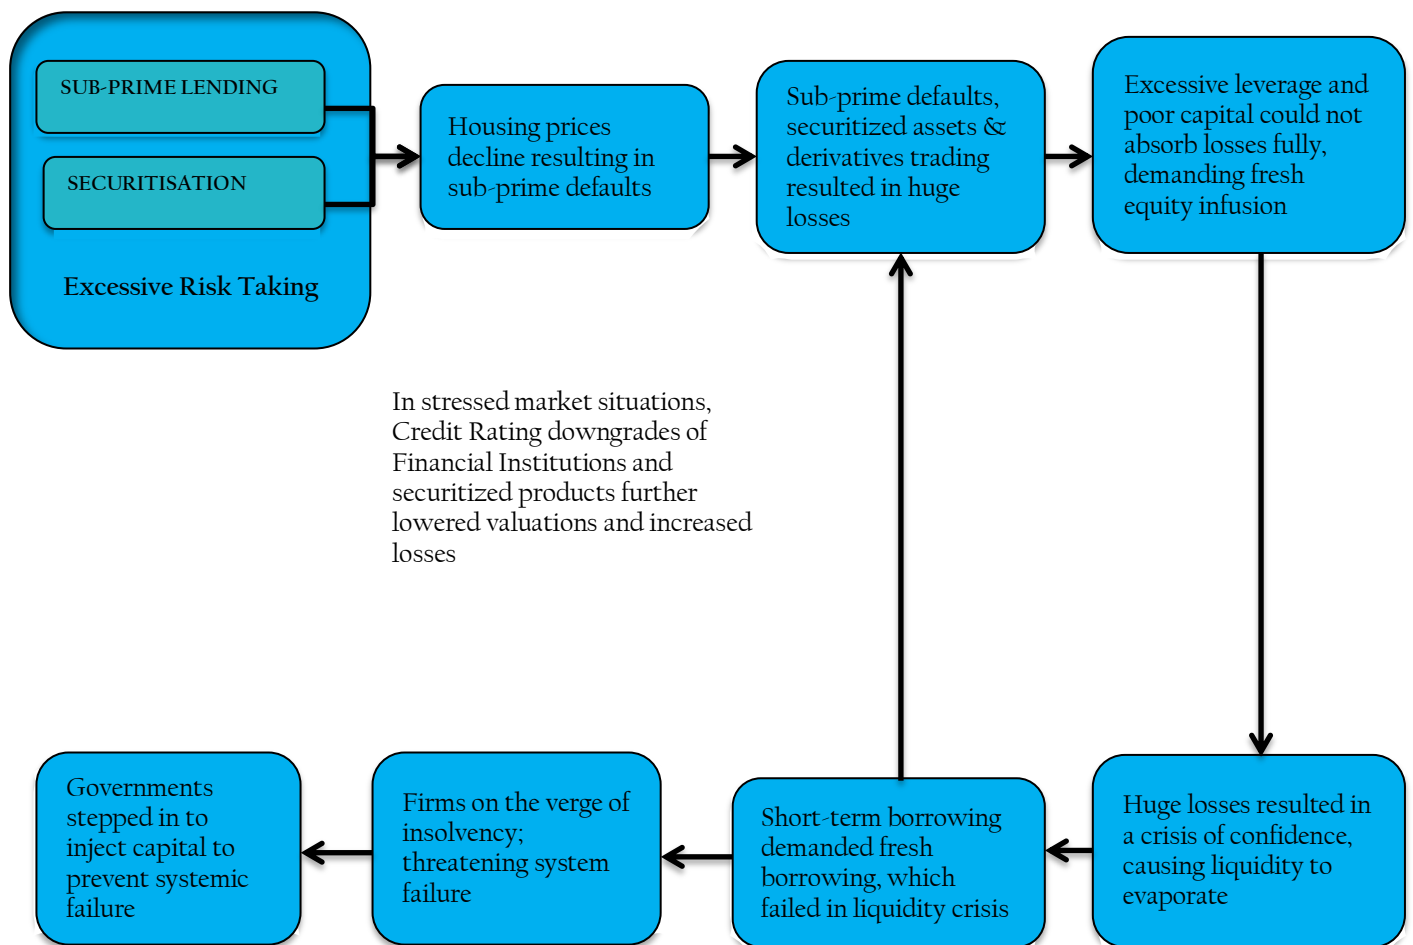 SUB-PRIME LENDING
SECURITISATION
Excessive Risk Taking
Housing prices
decline resulting in
sub-prime defaults
Sub-prime defaults,
securitized assets &
derivatives trading
resulted in huge
losses
Excessive leverage and
poor capital could not
absorb losses fully,
demanding fresh
equity infusion
In stressed market situations,
Credit Rating downgrades of
Financial Institutions and
securitized products further
lowered valuations and increased
losses
Huge losses resulted in
a crisis of confidence,
causing liquidity to
evaporate
Short-term borrowing
demanded fresh
borrowing, which
failed in liquidity crisis
Firms on the verge of
insolvency;
threatening system
failure
Governments
stepped in to
inject capital to
prevent systemic
failure